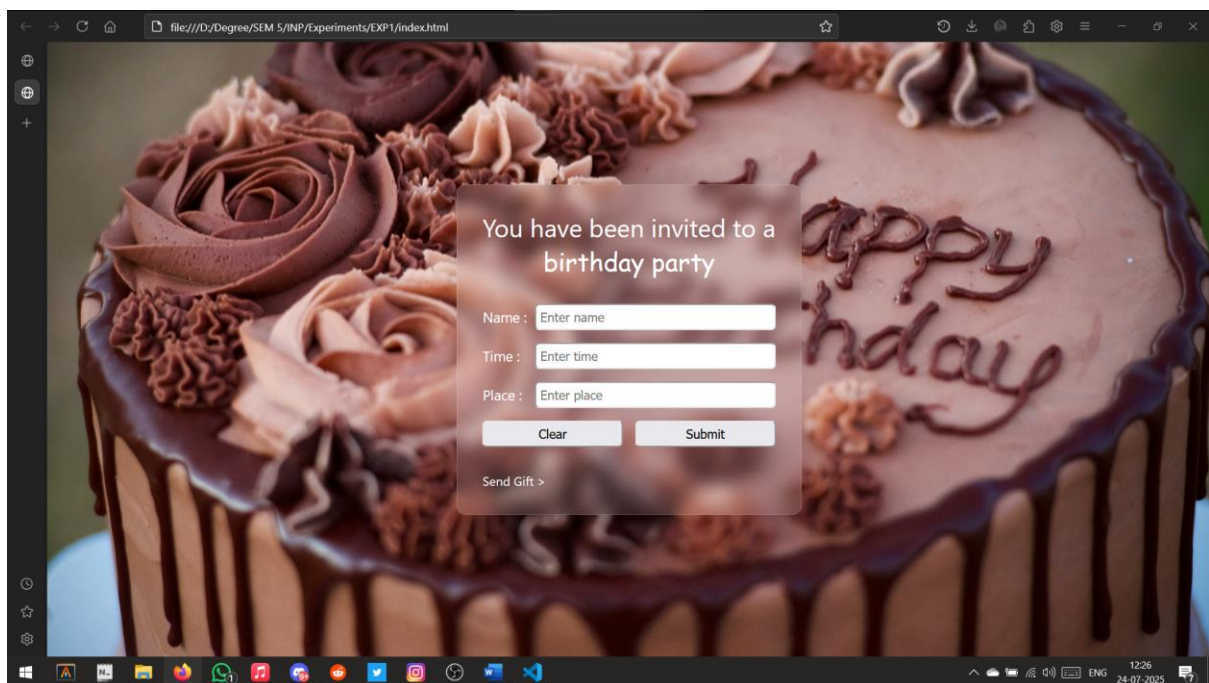 file:///D:/Degree/SEM 5/INP/Experiments/EXP1/index.html
Happy
You have been invited to a
birthday party
Name : Enter name
Time : Enter time
Place : Enter place
Clear Submit
Send Gift >
ENG
12:26
24-07-2025